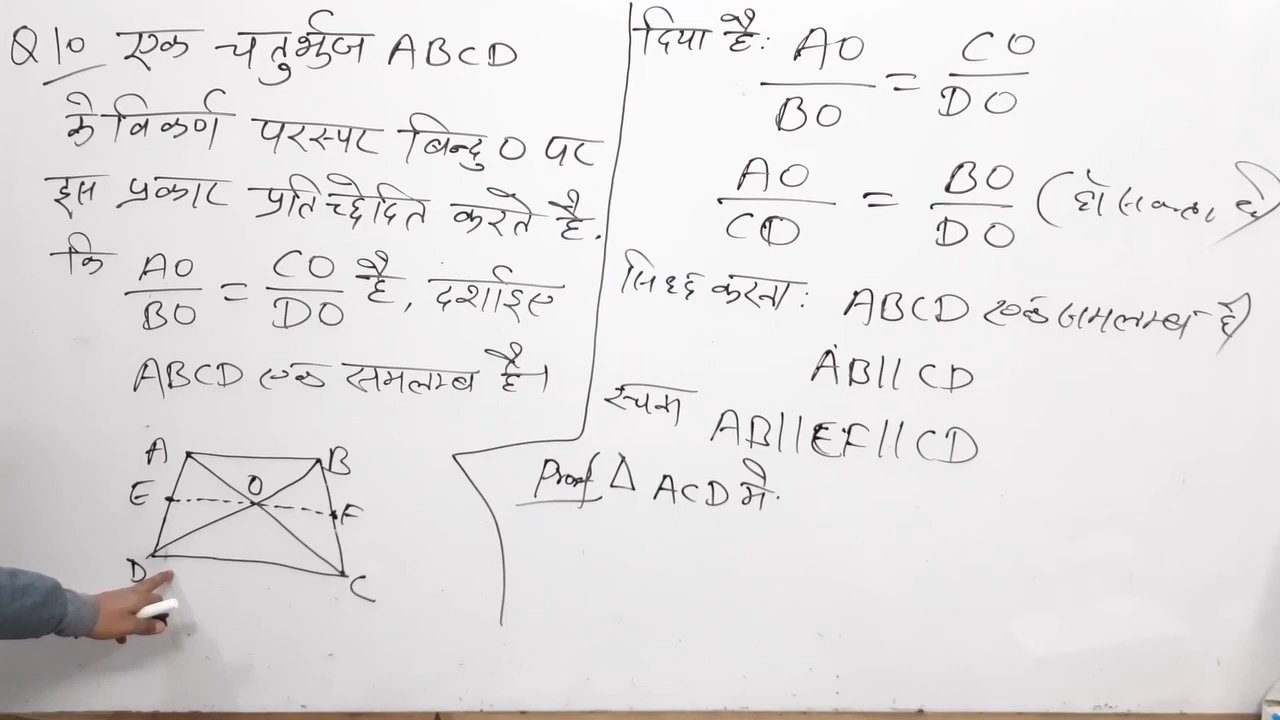 Q10 एक चतुर्भुज ABCD
के विकर्ण परस्पर बिन्दु O पर
इस प्रकार प्रतिच्छेदित करते है.
कि AO/BO = CO/DO है, दर्शाइए
ABCD एक समलम्ब है।
A
B
E
O
F
D
C
दिया है: AO/BO = CO/DO
AO/CD = BO/DO (हो सकता है)
सिध्द करना: ABCD एक समलम्ब है
AB || CD
रचना AB || EF || CD
Proof Δ ACD में.